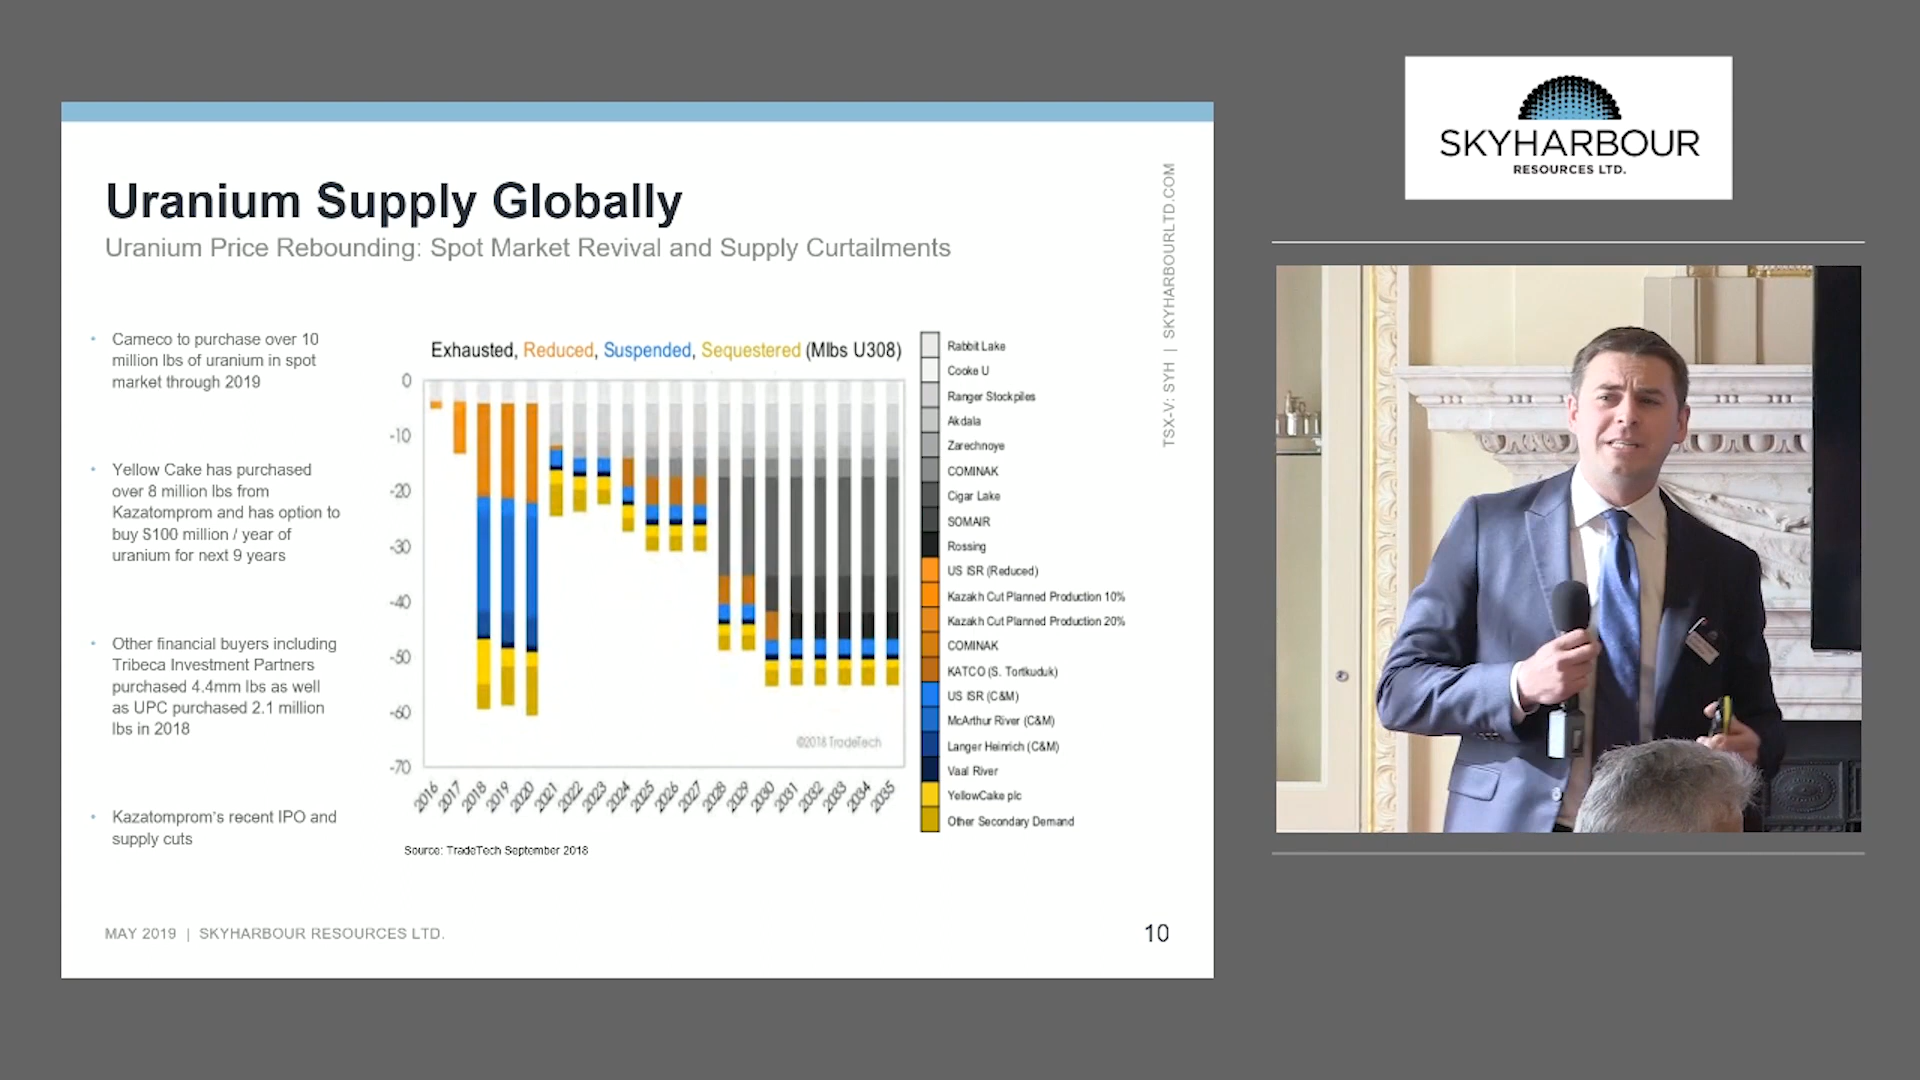 Uranium Supply Globally
Uranium Price Rebounding: Spot Market Revival and Supply Curtailments
• Cameco to purchase over 10
million lbs of uranium in spot
market through 2019
• Yellow Cake has purchased
over 8 million lbs from
Kazatomprom and has option to
buy $100 million / year of
uranium for next 9 years
• Other financial buyers including
Tribeca Investment Partners
purchased 4.4mm lbs as well
as UPC purchased 2.1 million
lbs in 2018
• Kazatomprom's recent IPO and
supply cuts
Exhausted, Reduced, Suspended, Sequestered (Mlbs U308)
0
-10
-20
-30
-40
-50
-60
-70
2016
2017
2018
2019
2020
2021
2022
2023
2024
2025
2026
2027
2028
2029
2030
2031
2032
2033
2034
2035
©2018 TradeTech
Rabbit Lake
Cooke U
Ranger Stockpiles
Akdala
Zarechnoye
COMINAK
Cigar Lake
SOMAIR
Rossing
US ISR (Reduced)
Kazakh Cut Planned Production 10%
Kazakh Cut Planned Production 20%
COMINAK
KATCO (S. Tortkuduk)
US ISR (C&M)
McArthur River (C&M)
Langer Heinrich (C&M)
Vaal River
YellowCake plc
Other Secondary Demand
Source: TradeTech September 2018
MAY 2019 | SKYHARBOUR RESOURCES LTD.
10
TSX-V: SYH | SKYHARBOURLTD.COM
SKYHARBOUR
RESOURCES LTD.